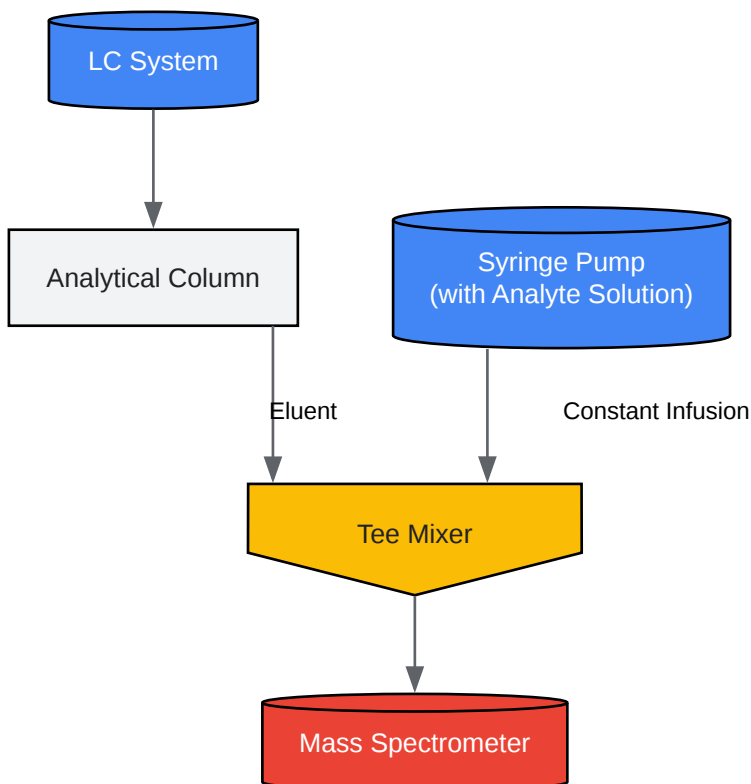 LC System
Analytical Column
Syringe Pump
(with Analyte Solution)
Eluent
Constant Infusion
Tee Mixer
Mass Spectrometer